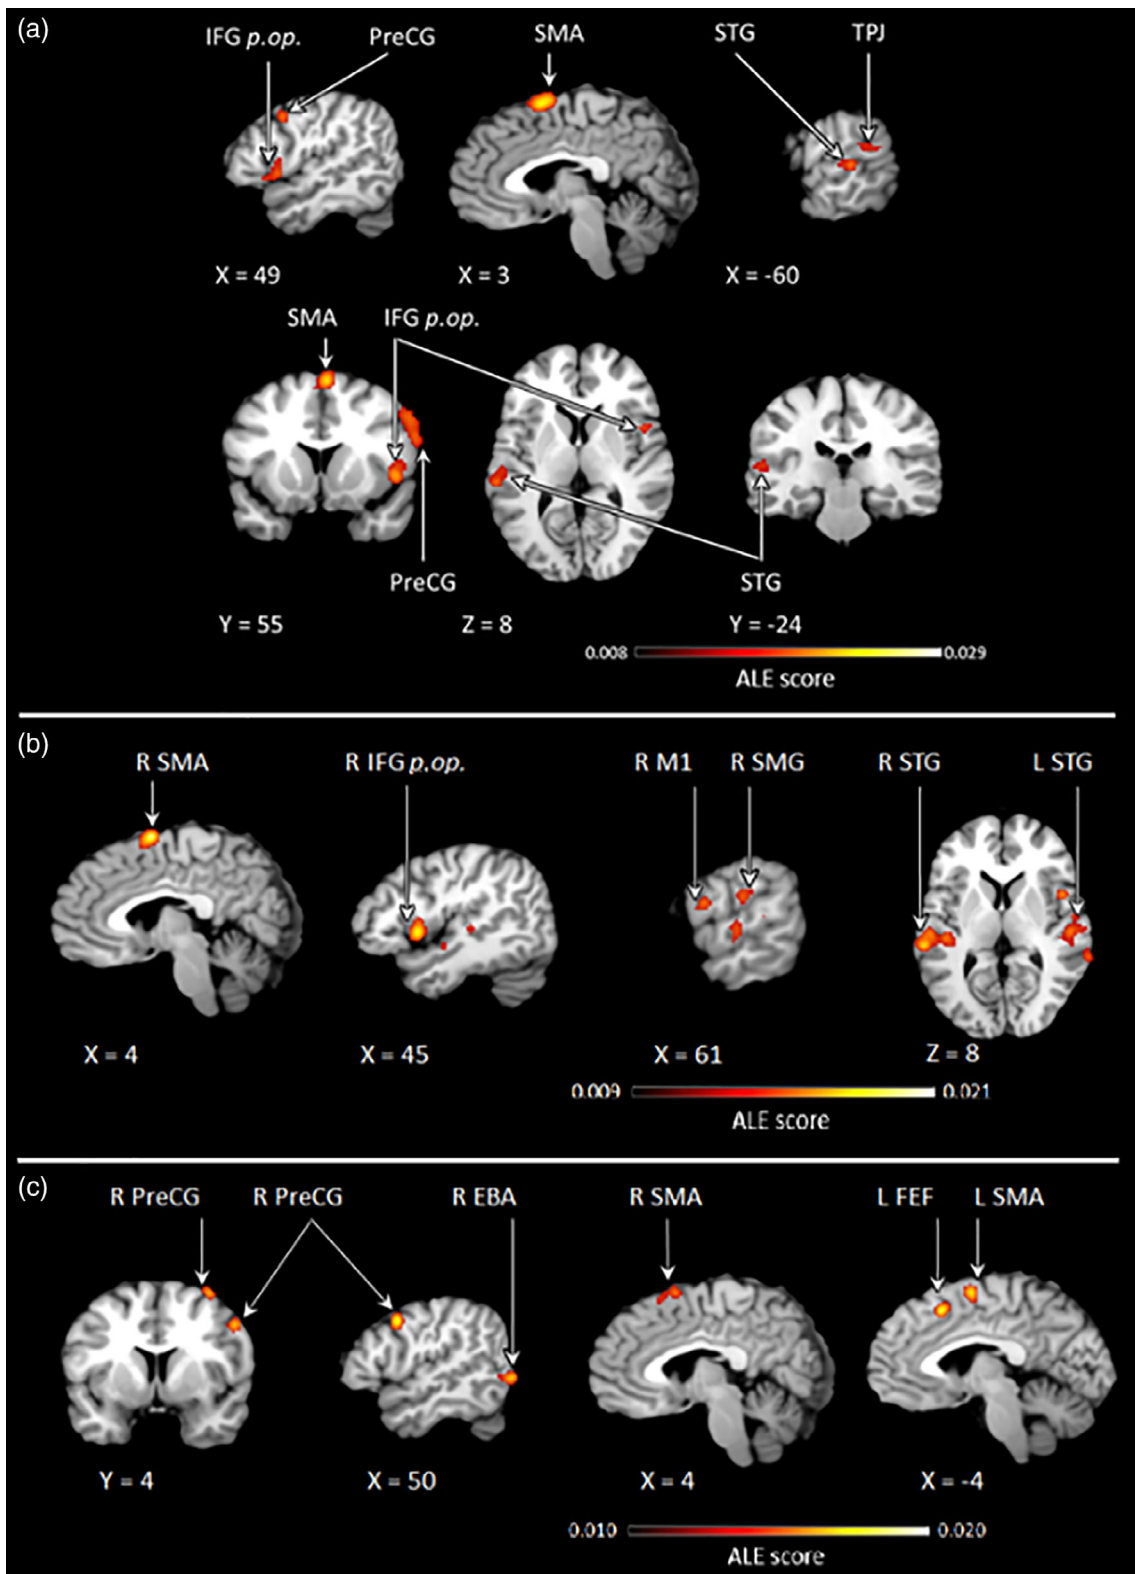 (a)
IFG p.op. PreCG SMA STG TPJ
X = 49 X = 3 X = -60
SMA IFG p.op.
PreCG STG
Y = 55 Z = 8 Y = -24
0.008 0.029
ALE score
(b)
R SMA R IFG p.op. R M1 R SMG R STG L STG
X = 4 X = 45 X = 61 Z = 8
0.009 0.021
ALE score
(c)
R PreCG R PreCG R EBA R SMA L FEF L SMA
Y = 4 X = 50 X = 4 X = -4
0.010 0.020
ALE score